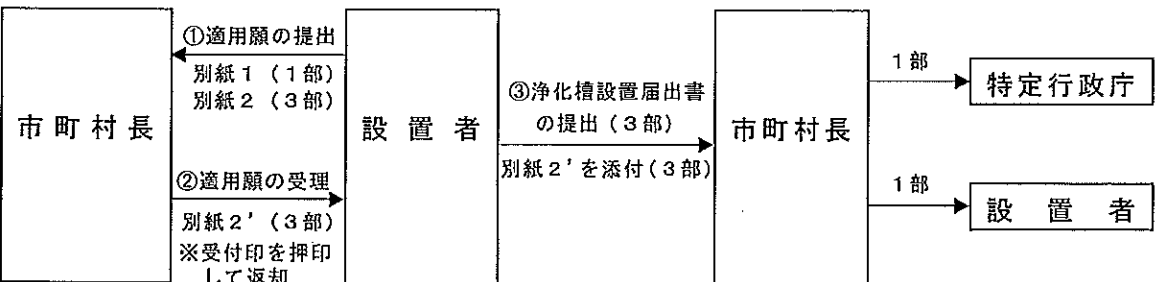 市町村長
①適用願の提出
別紙1(1部)
別紙2(3部)
②適用願の受理
別紙2'(3部)
※受付印を押印
して返却
設置者
③浄化槽設置届出書
の提出(3部)
別紙2'を添付(3部)
市町村長
1部
特定行政庁
1部
設置者